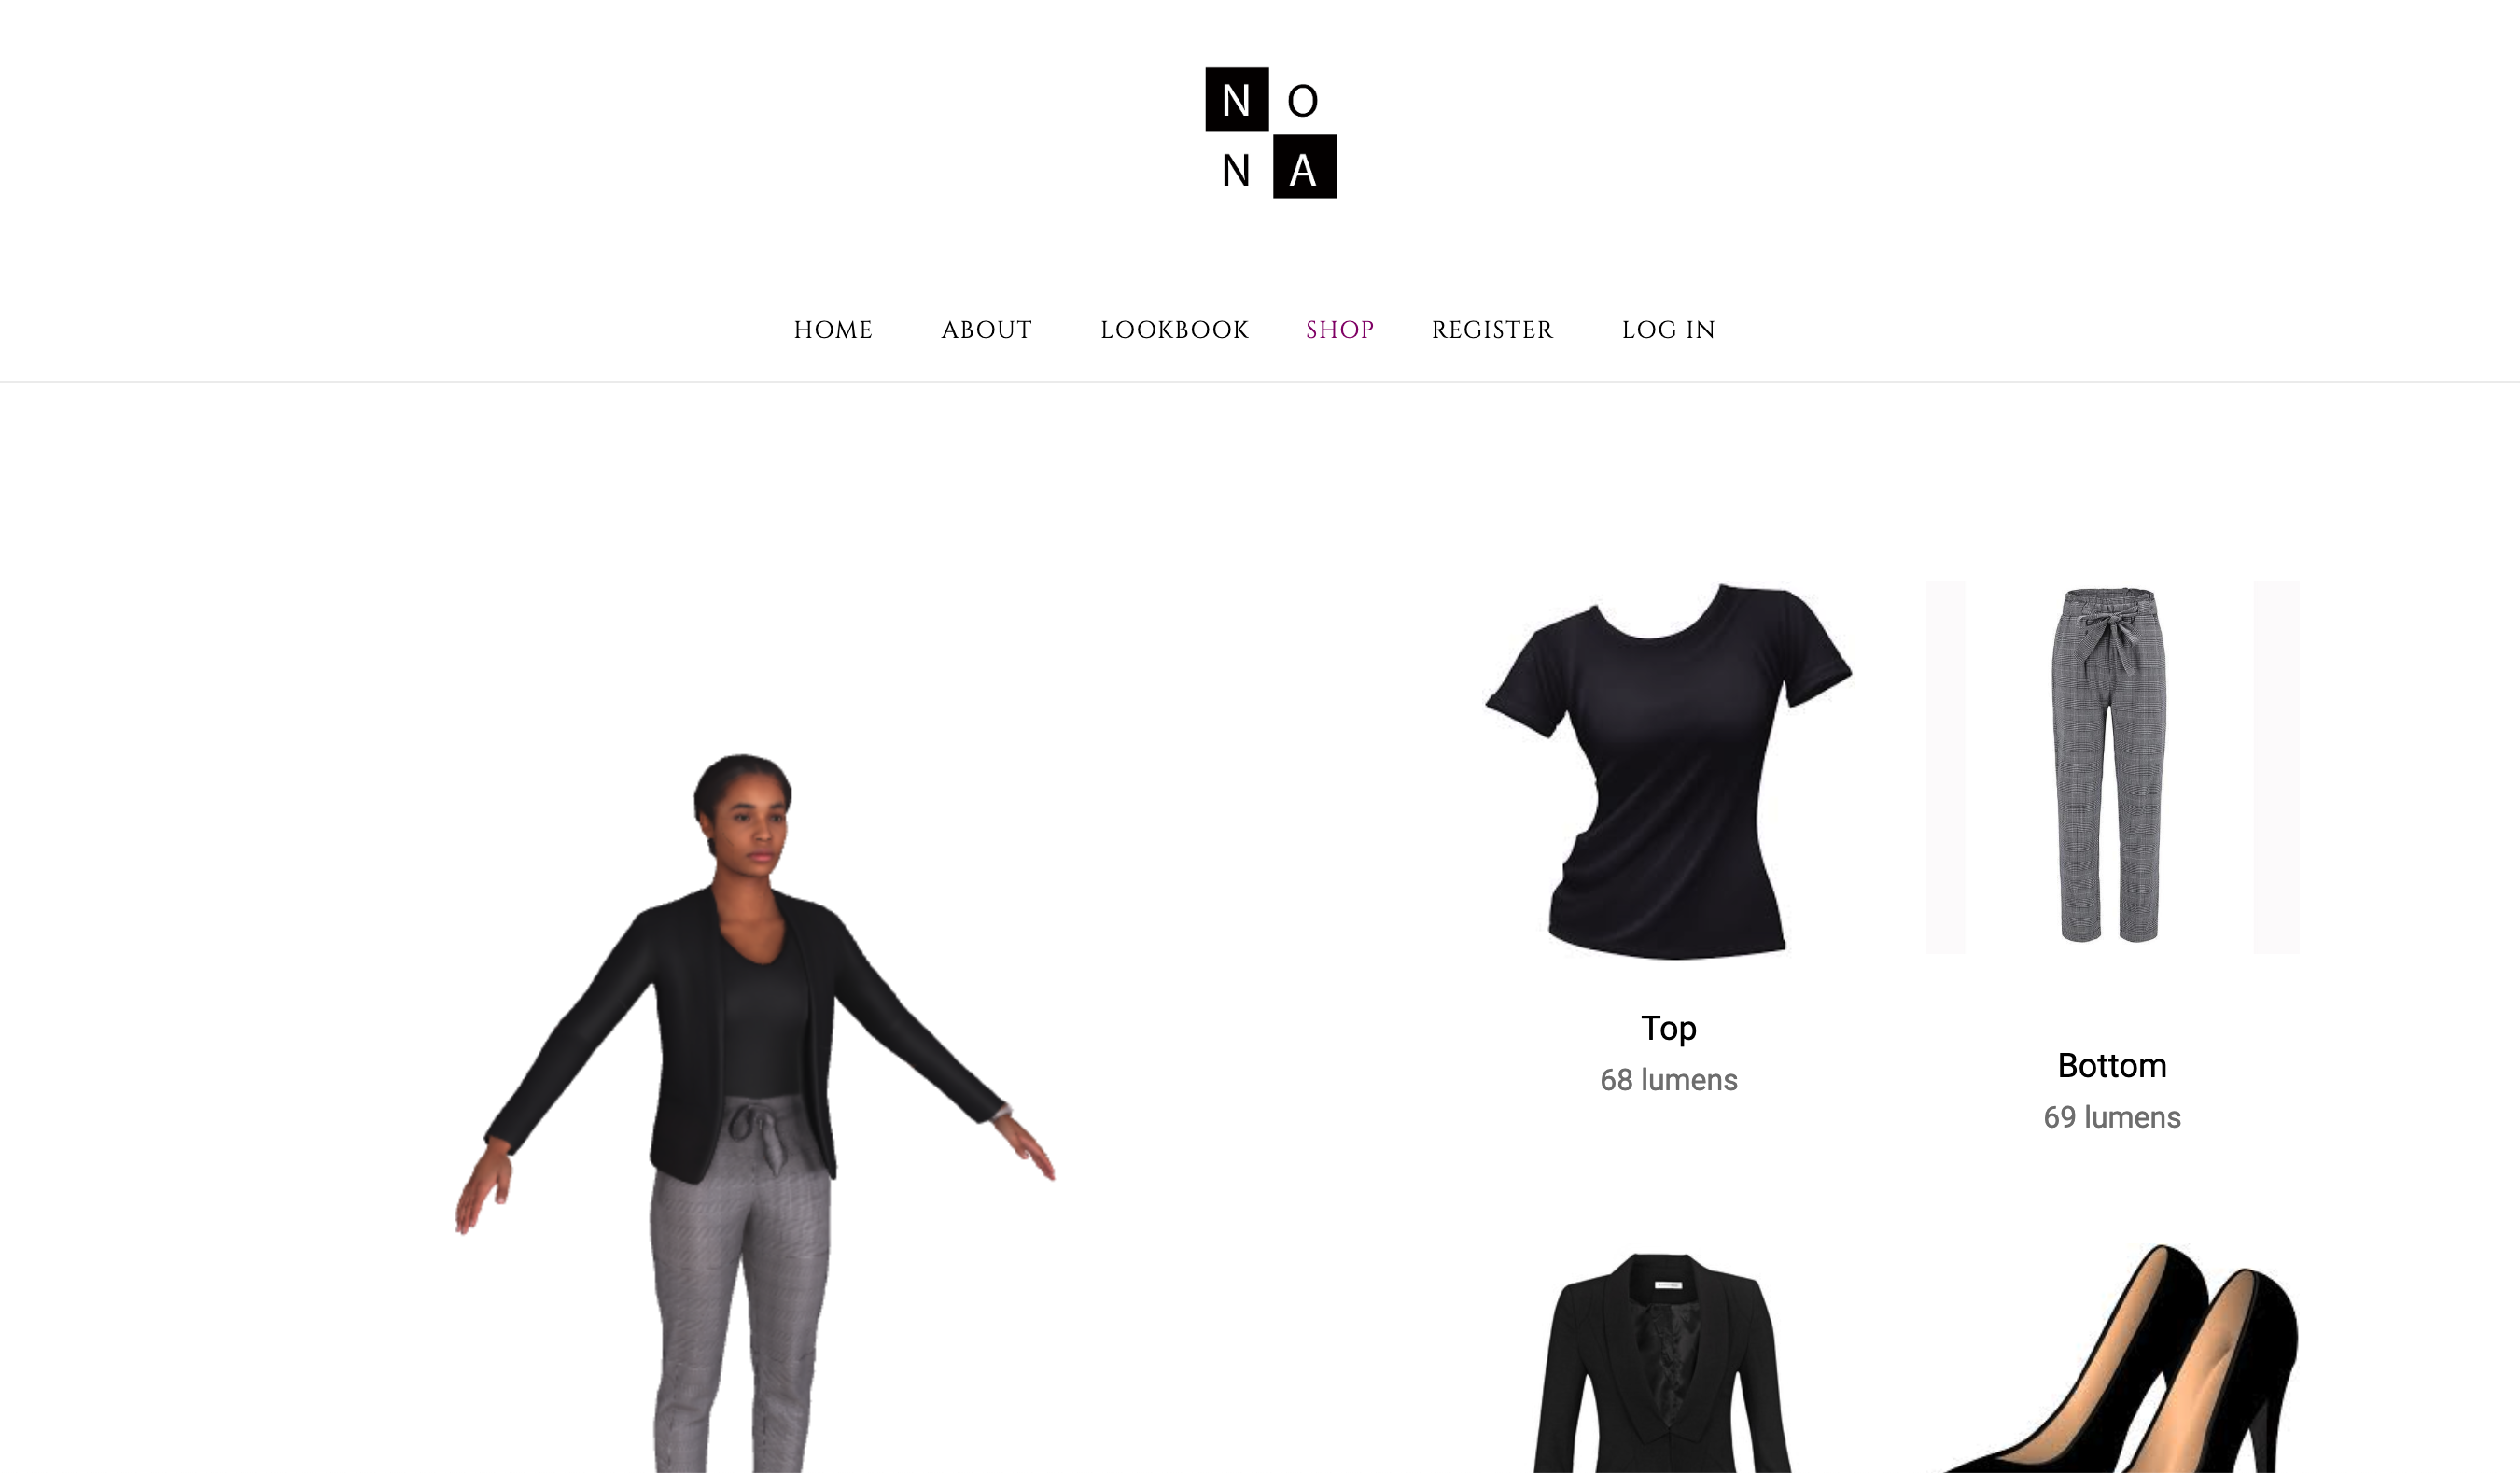 N O
N A
HOME ABOUT LOOKBOOK SHOP REGISTER LOG IN
Top
68 lumens
Bottom
69 lumens